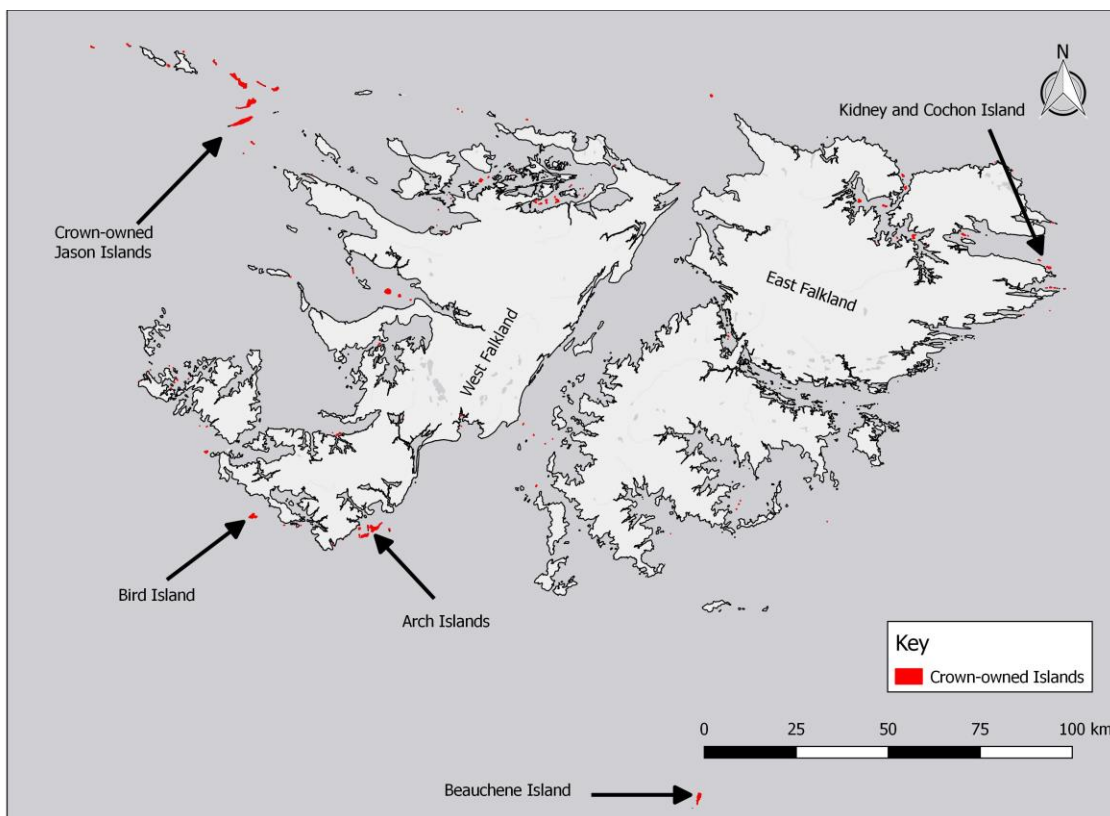 N
Kidney and Cochon Island
Crown-owned
Jason Islands
East Falkland
West Falkland
Bird Island
Arch Islands
Key
Crown-owned Islands
0 25 50 75 100 km
Beauchene Island